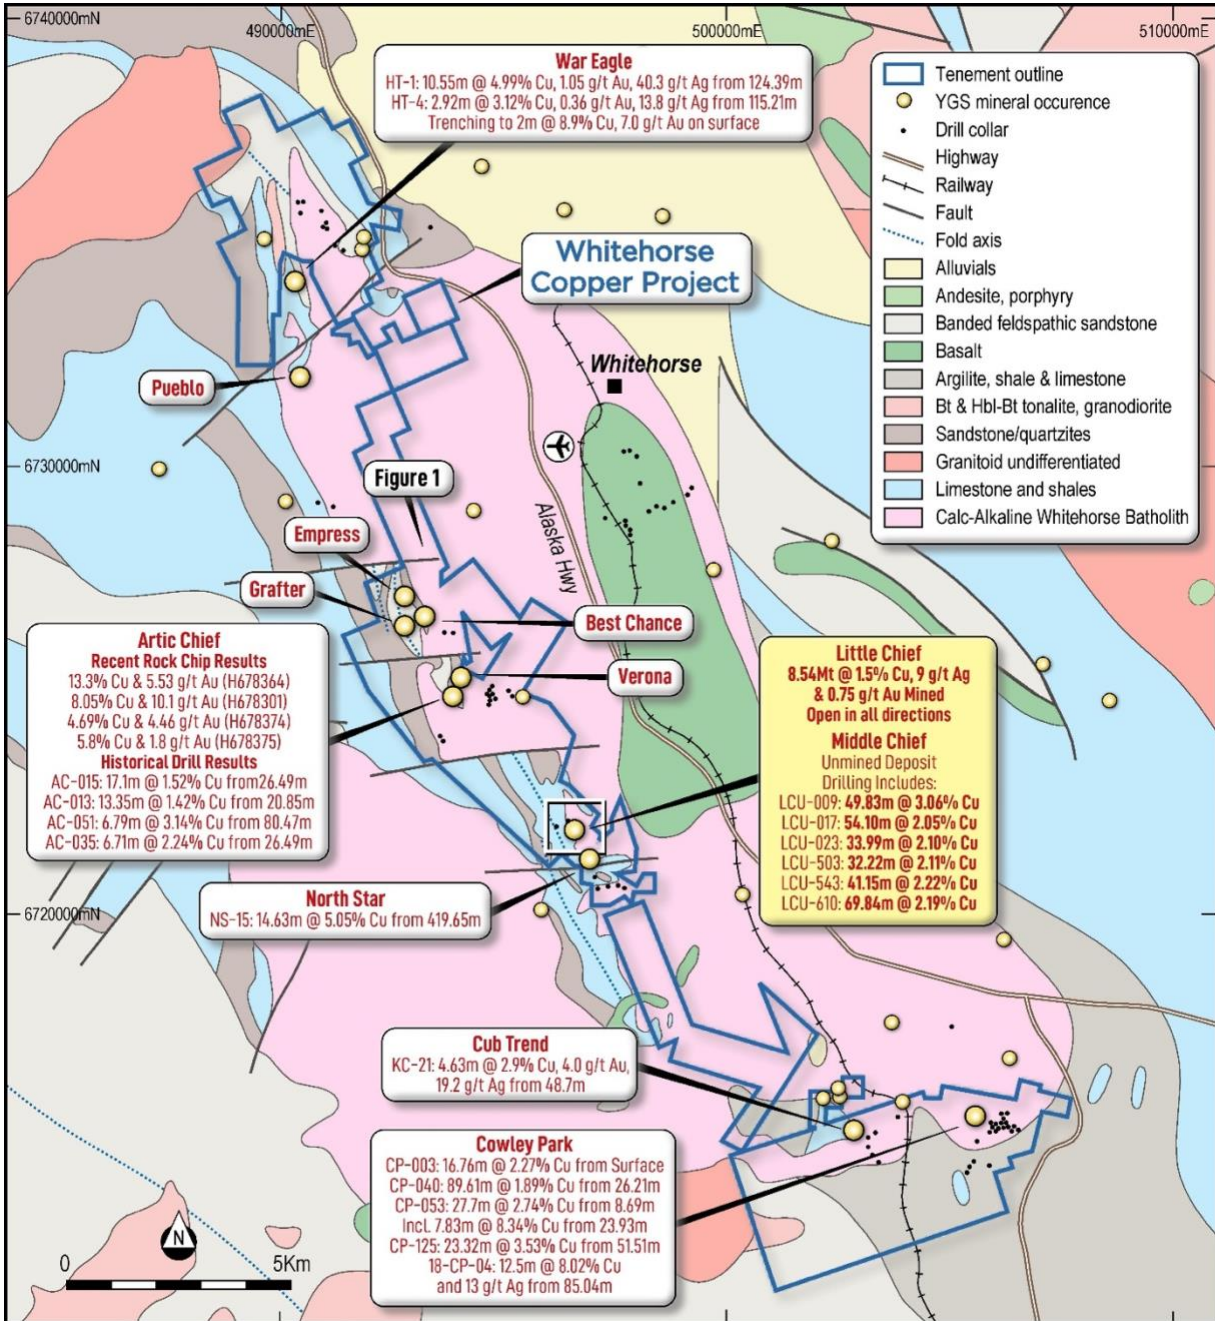 6740000mN
490000mE
500000mE
510000mE
War Eagle
HT-1: 10.55m @ 4.99% Cu, 1.05 g/t Au, 40.3 g/t Ag from 124.39m
HT-4: 2.92m @ 3.12% Cu, 0.36 g/t Au, 13.8 g/t Ag from 115.21m
Trenching to 2m @ 8.9% Cu, 7.0 g/t Au on surface
Tenement outline
YGS mineral occurence
Drill collar
Highway
Railway
Fault
Fold axis
Alluvials
Andesite, porphyry
Banded feldspathic sandstone
Basalt
Argilite, shale & limestone
Bt & Hbl-Bt tonalite, granodiorite
Sandstone/quartzites
Granitoid undifferentiated
Limestone and shales
Calc-Alkaline Whitehorse Batholith
Whitehorse
Copper Project
Whitehorse
Pueblo
6730000mN
Figure 1
Alaska Hwy
Empress
Grafter
Best Chance
Verona
Artic Chief
Recent Rock Chip Results
13.3% Cu & 5.53 g/t Au (H678364)
8.05% Cu & 10.1 g/t Au (H678301)
4.69% Cu & 4.46 g/t Au (H678374)
5.8% Cu & 1.8 g/t Au (H678375)
Historical Drill Results
AC-015: 17.1m @ 1.52% Cu from26.49m
AC-013: 13.35m @ 1.42% Cu from 20.85m
AC-051: 6.79m @ 3.14% Cu from 80.47m
AC-035: 6.71m @ 2.24% Cu from 26.49m
Little Chief
8.54Mt @ 1.5% Cu, 9 g/t Ag
& 0.75 g/t Au Mined
Open in all directions
Middle Chief
Unmined Deposit
Drilling Includes:
LCU-009: 49.83m @ 3.06% Cu
LCU-017: 54.10m @ 2.05% Cu
LCU-023: 33.99m @ 2.10% Cu
LCU-503: 32.22m @ 2.11% Cu
LCU-543: 41.15m @ 2.22% Cu
LCU-610: 69.84m @ 2.19% Cu
North Star
NS-15: 14.63m @ 5.05% Cu from 419.65m
6720000mN
Cub Trend
KC-21: 4.63m @ 2.9% Cu, 4.0 g/t Au,
19.2 g/t Ag from 48.7m
Cowley Park
CP-003: 16.76m @ 2.27% Cu from Surface
CP-040: 89.61m @ 1.89% Cu from 26.21m
CP-053: 27.7m @ 2.74% Cu from 8.69m
Incl. 7.83m @ 8.34% Cu from 23.93m
CP-125: 23.32m @ 3.53% Cu from 51.51m
18-CP-04: 12.5m @ 8.02% Cu
and 13 g/t Ag from 85.04m
N
0
5Km